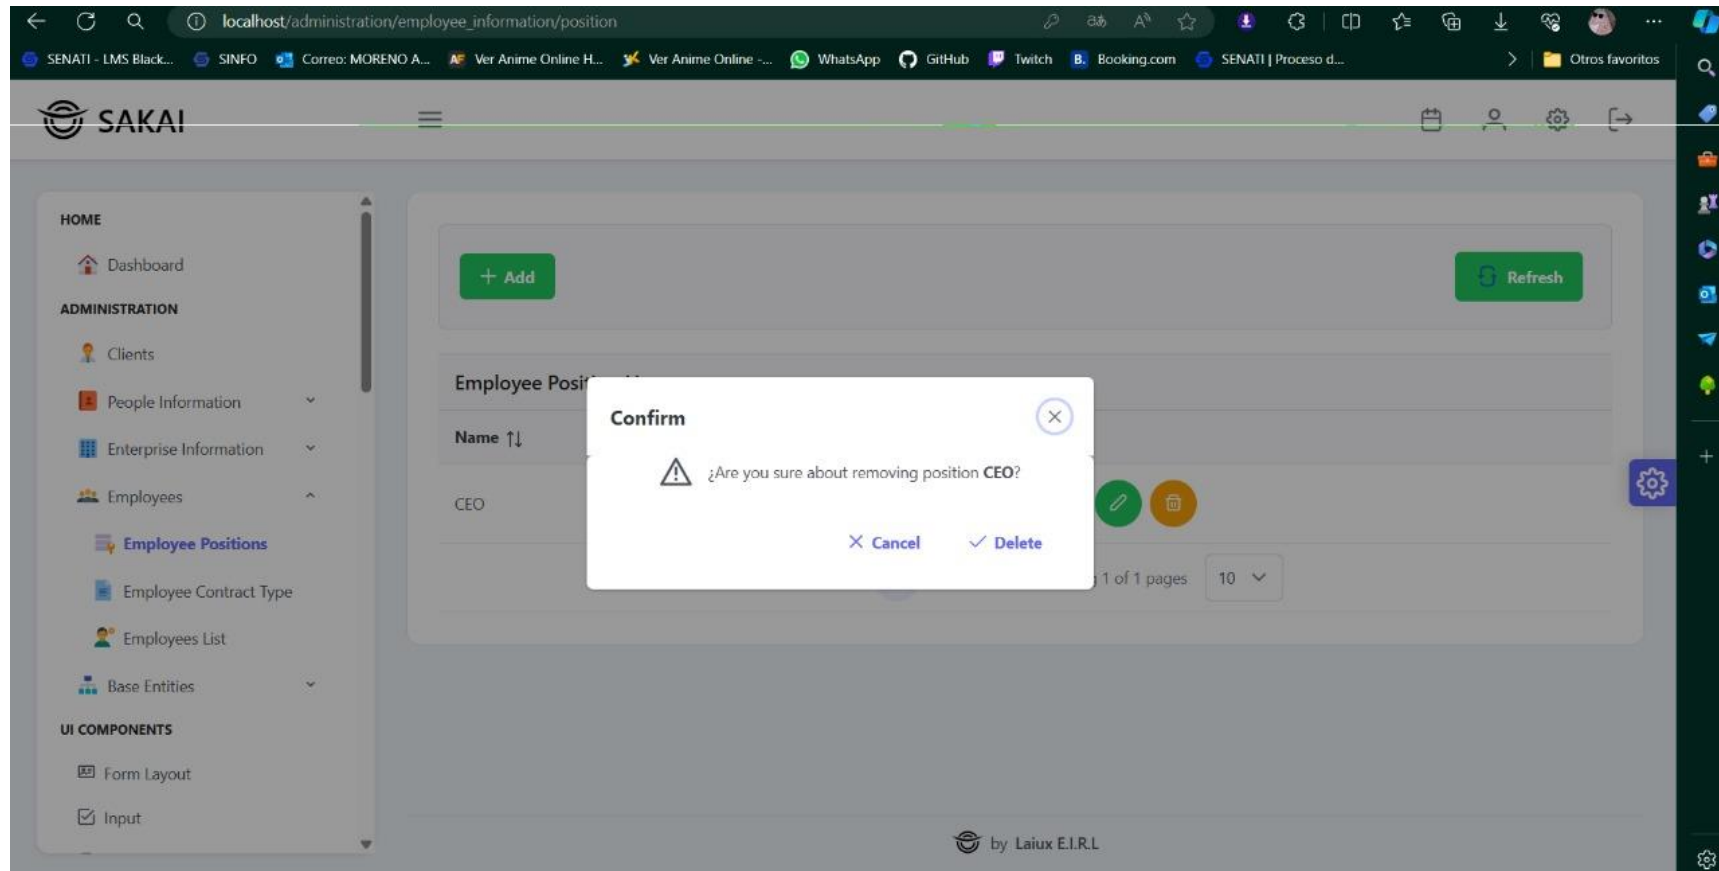 localhost/administration/employee_information/position
SENATI - LMS Black... SINFO Correo: MORENO A... Ver Anime Online H... Ver Anime Online -... WhatsApp GitHub Twitch Booking.com SENATI | Proceso d... Otros favoritos
SAKAI
HOME
Dashboard
ADMINISTRATION
Clients
People Information
Enterprise Information
Employees
Employee Positions
Employee Contract Type
Employees List
Base Entities
UI COMPONENTS
Form Layout
Input
+ Add
Refresh
Employee Posit
Name
CEO
Confirm
¿Are you sure about removing position CEO?
Cancel Delete
1 of 1 pages 10
by Laiux E.I.R.L